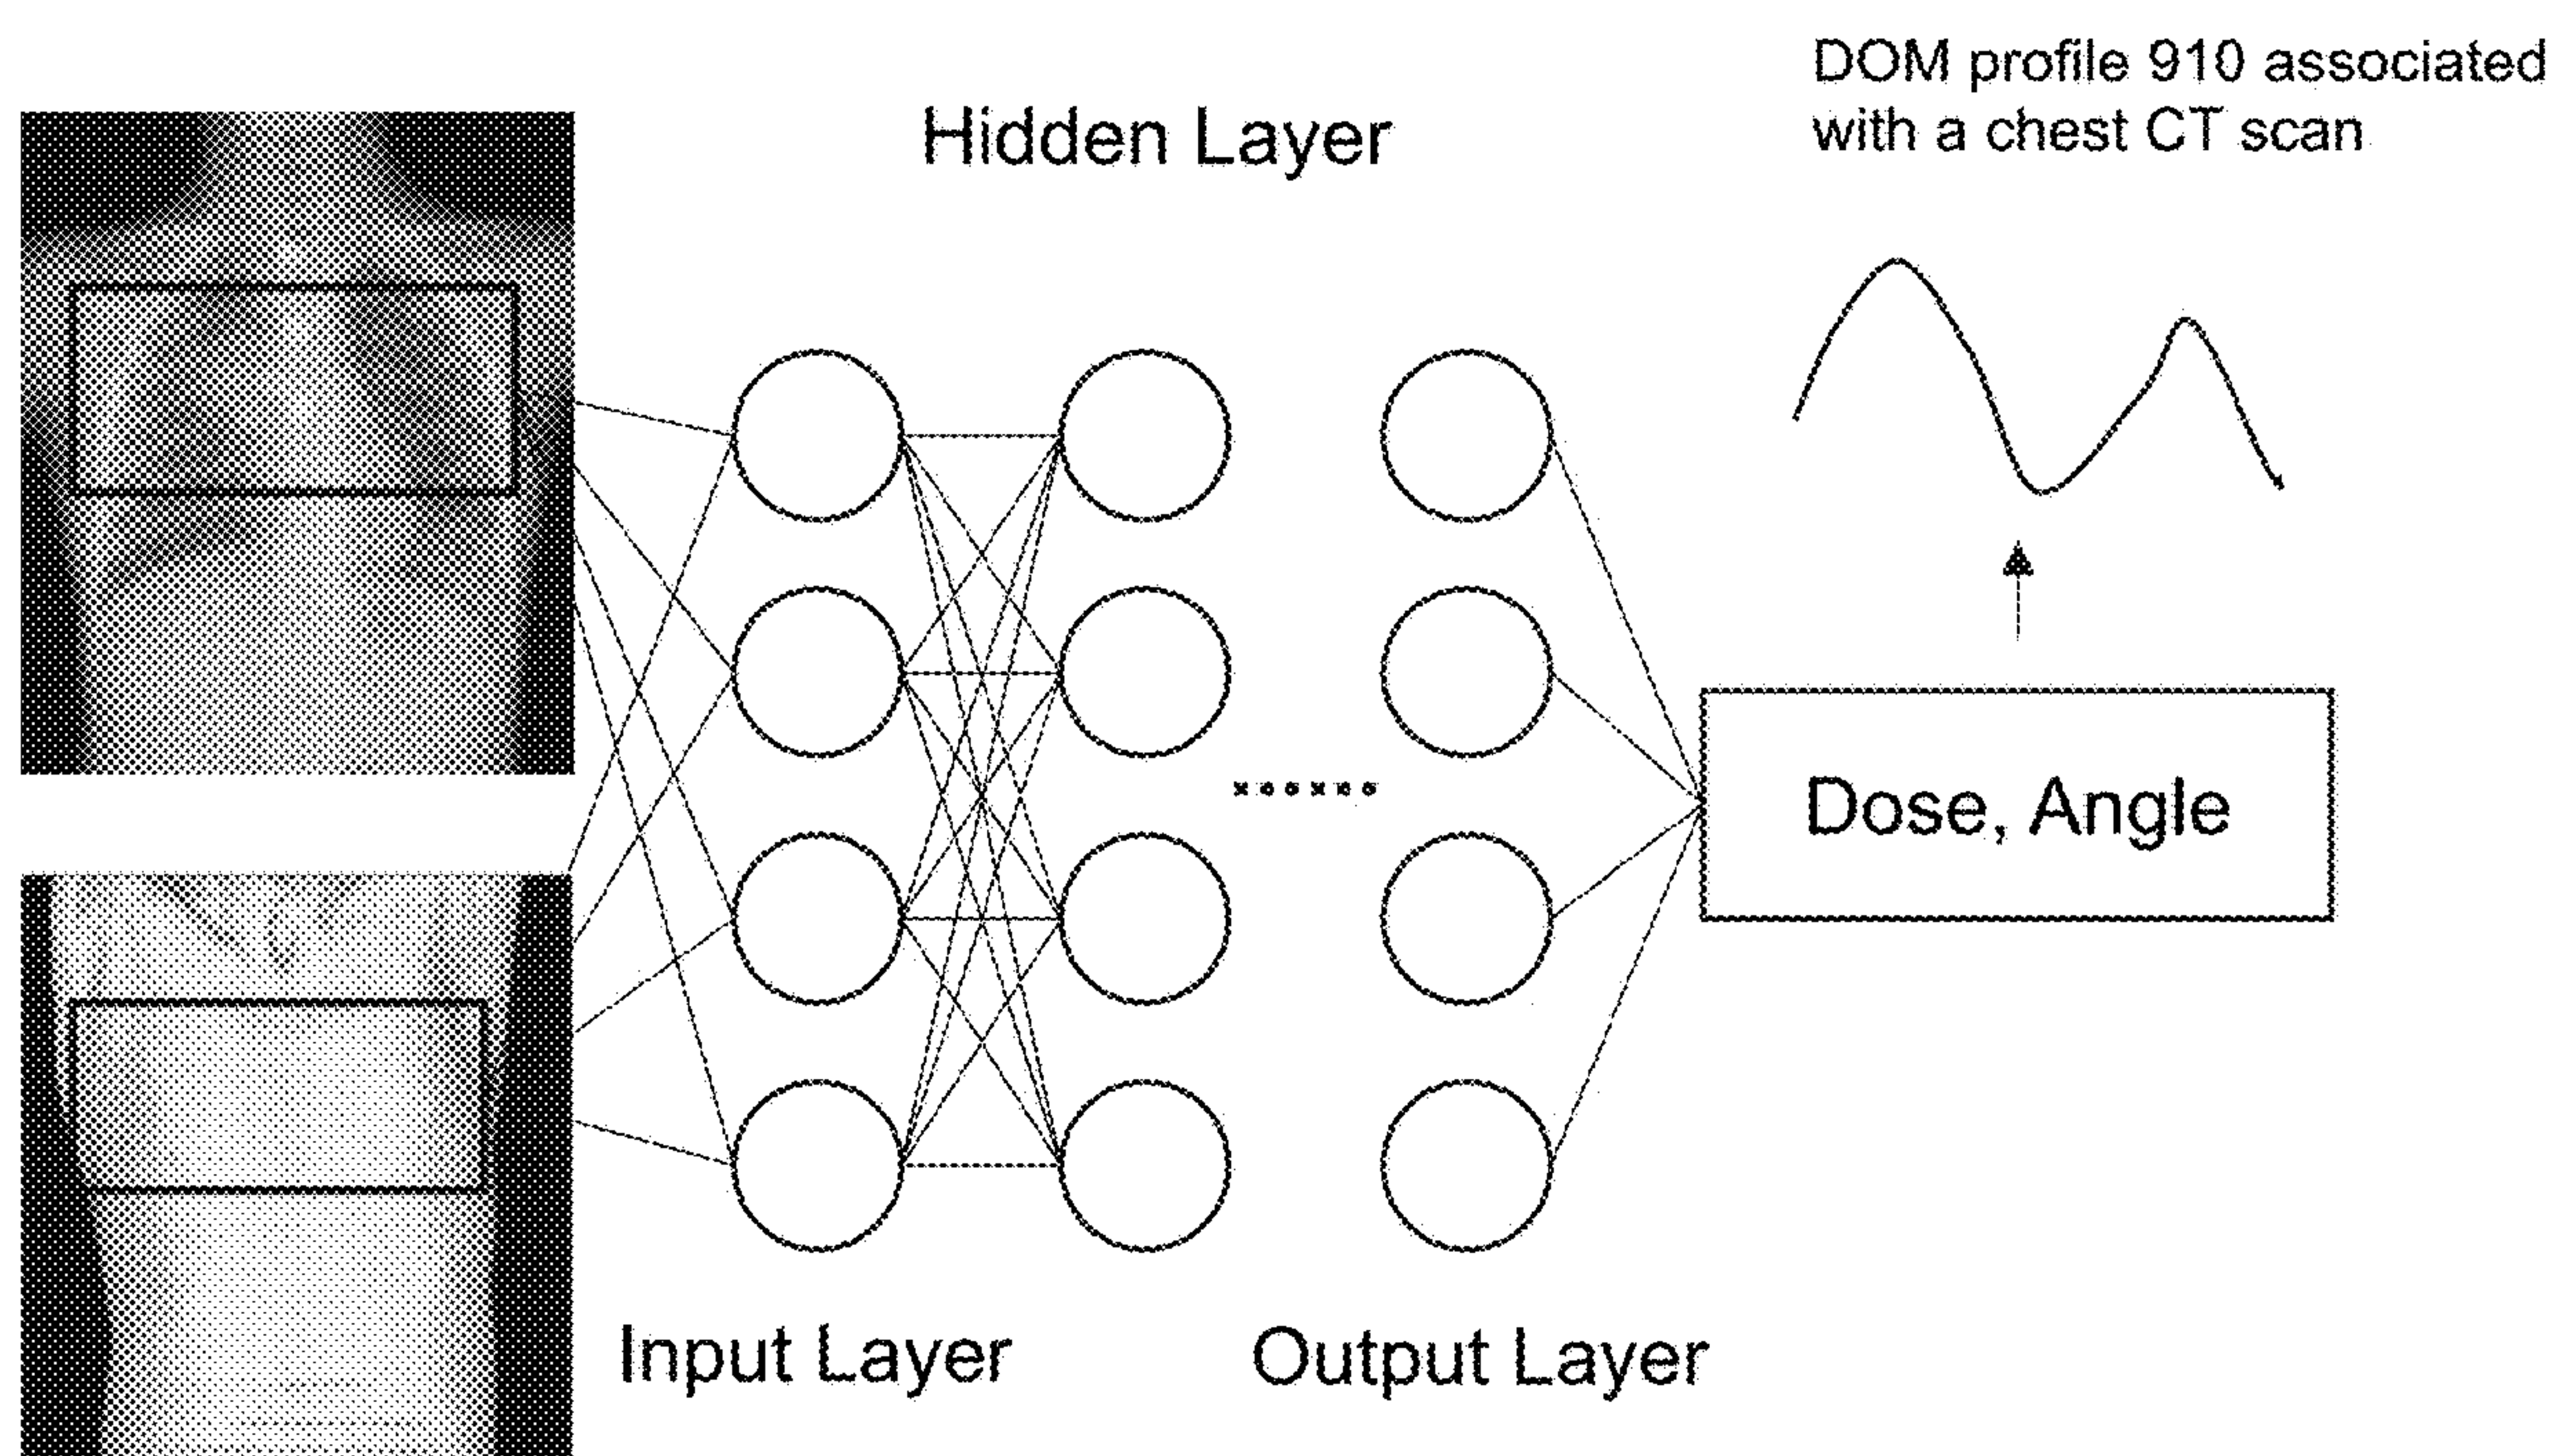 DOM profile 910 associated
with a chest CT scan
Hidden Layer
Dose, Angle
Input Layer
Output Layer